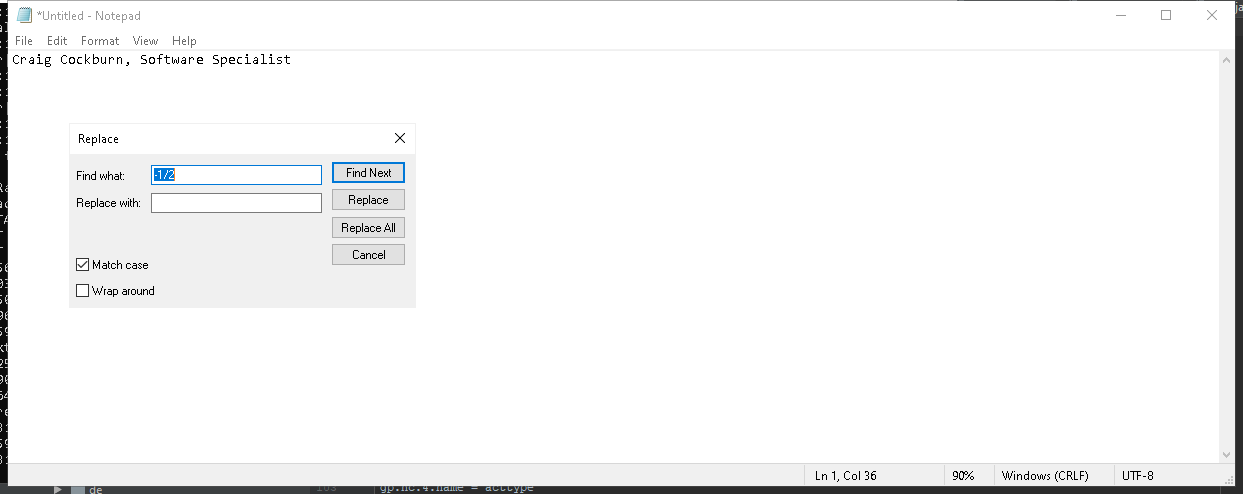 *Untitled - Notepad
File Edit Format View Help
Craig Cockburn, Software Specialist
Replace
Find what: -1/2 Find Next
Replace with: Replace
Replace All
Cancel
Match case
Wrap around
Ln 1, Col 36 90% Windows (CRLF) UTF-8
de gp.nc.4.name = acctype